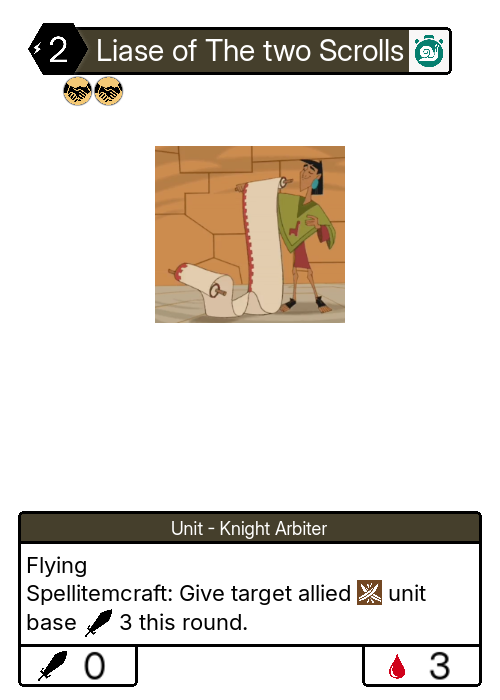 2
Liase of The two Scrolls
Unit - Knight Arbiter
Flying
Spellitemcraft: Give target allied unit
base 3 this round.
0
3